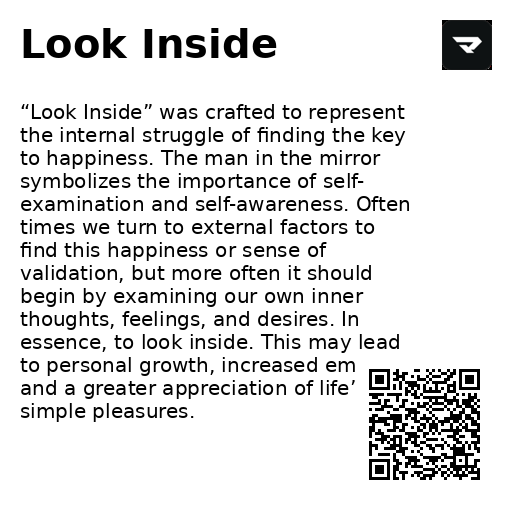 Look Inside
“Look Inside” was crafted to represent
the internal struggle of finding the key
to happiness. The man in the mirror
symbolizes the importance of self-
examination and self-awareness. Often
times we turn to external factors to
find this happiness or sense of
validation, but more often it should
begin by examining our own inner
thoughts, feelings, and desires. In
essence, to look inside. This may lead
to personal growth, increased em
and a greater appreciation of life’
simple pleasures.